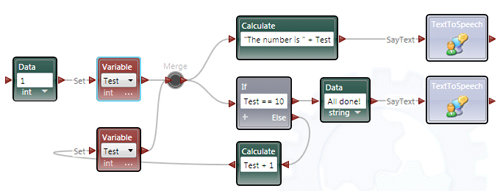 Calculate
"The number is " + Test
SayText
TextToSpeech
Data
1
int
Set
Variable
Test
int ...
Merge
If
Test == 10
+ Else
Data
All done!
string
SayText
TextToSpeech
Set
Variable
Test
int ...
Calculate
Test + 1